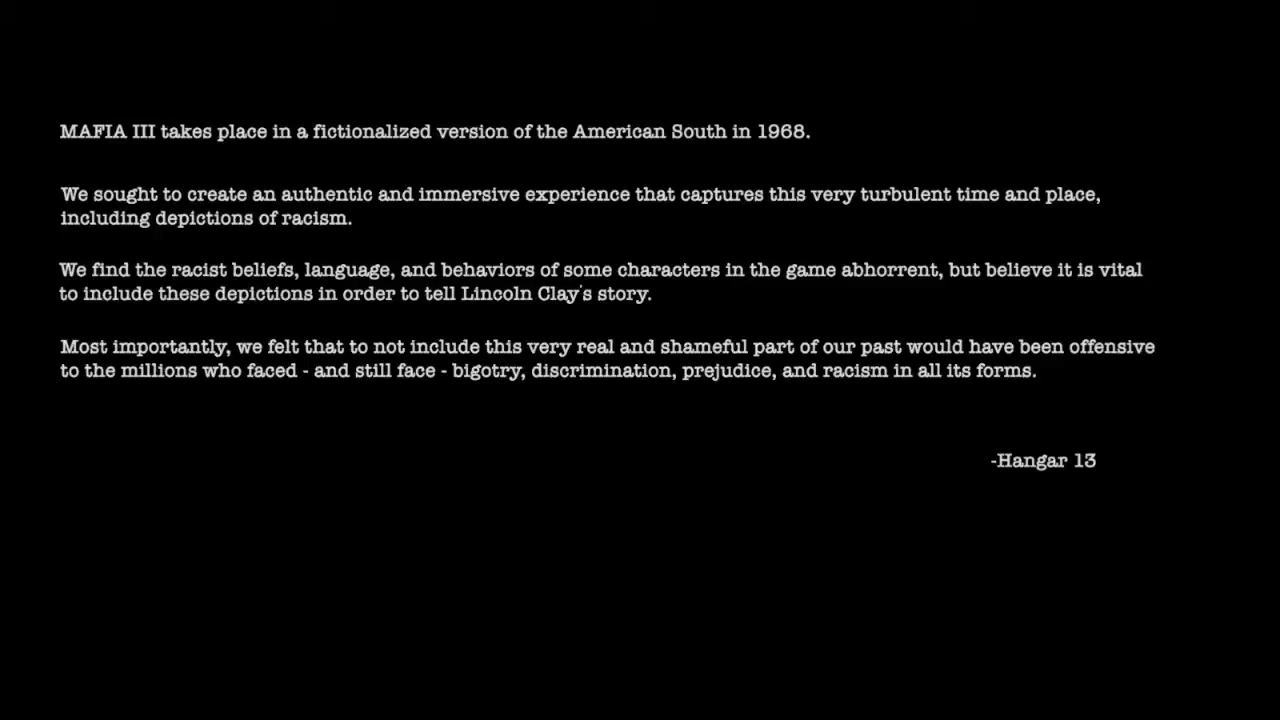 MAFIA III takes place in a fictionalized version of the American South in 1968.
We sought to create an authentic and immersive experience that captures this very turbulent time and place,
including depictions of racism.
We find the racist beliefs, language, and behaviors of some characters in the game abhorrent, but believe it is vital
to include these depictions in order to tell Lincoln Clay's story.
Most importantly, we felt that to not include this very real and shameful part of our past would have been offensive
to the millions who faced - and still face - bigotry, discrimination, prejudice, and racism in all its forms.
-Hangar 13